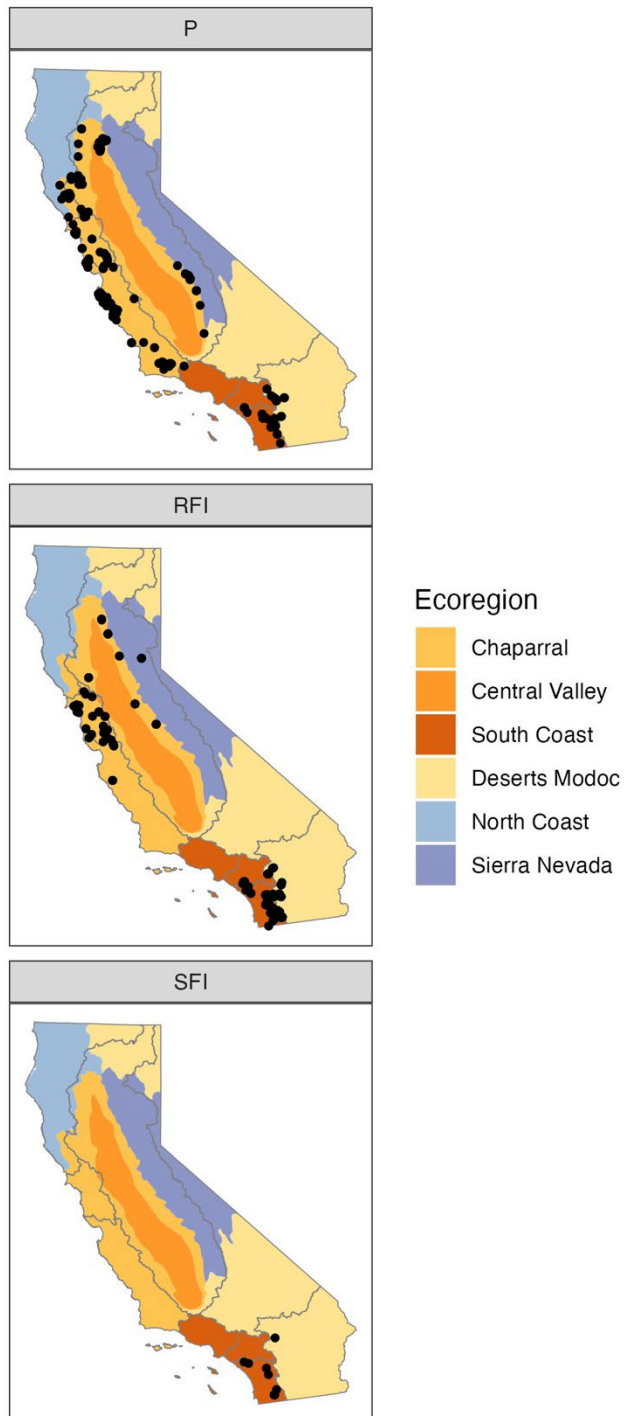 P
RFI
Ecoregion
Chaparral
Central Valley
South Coast
Deserts Modoc
North Coast
Sierra Nevada
SFI